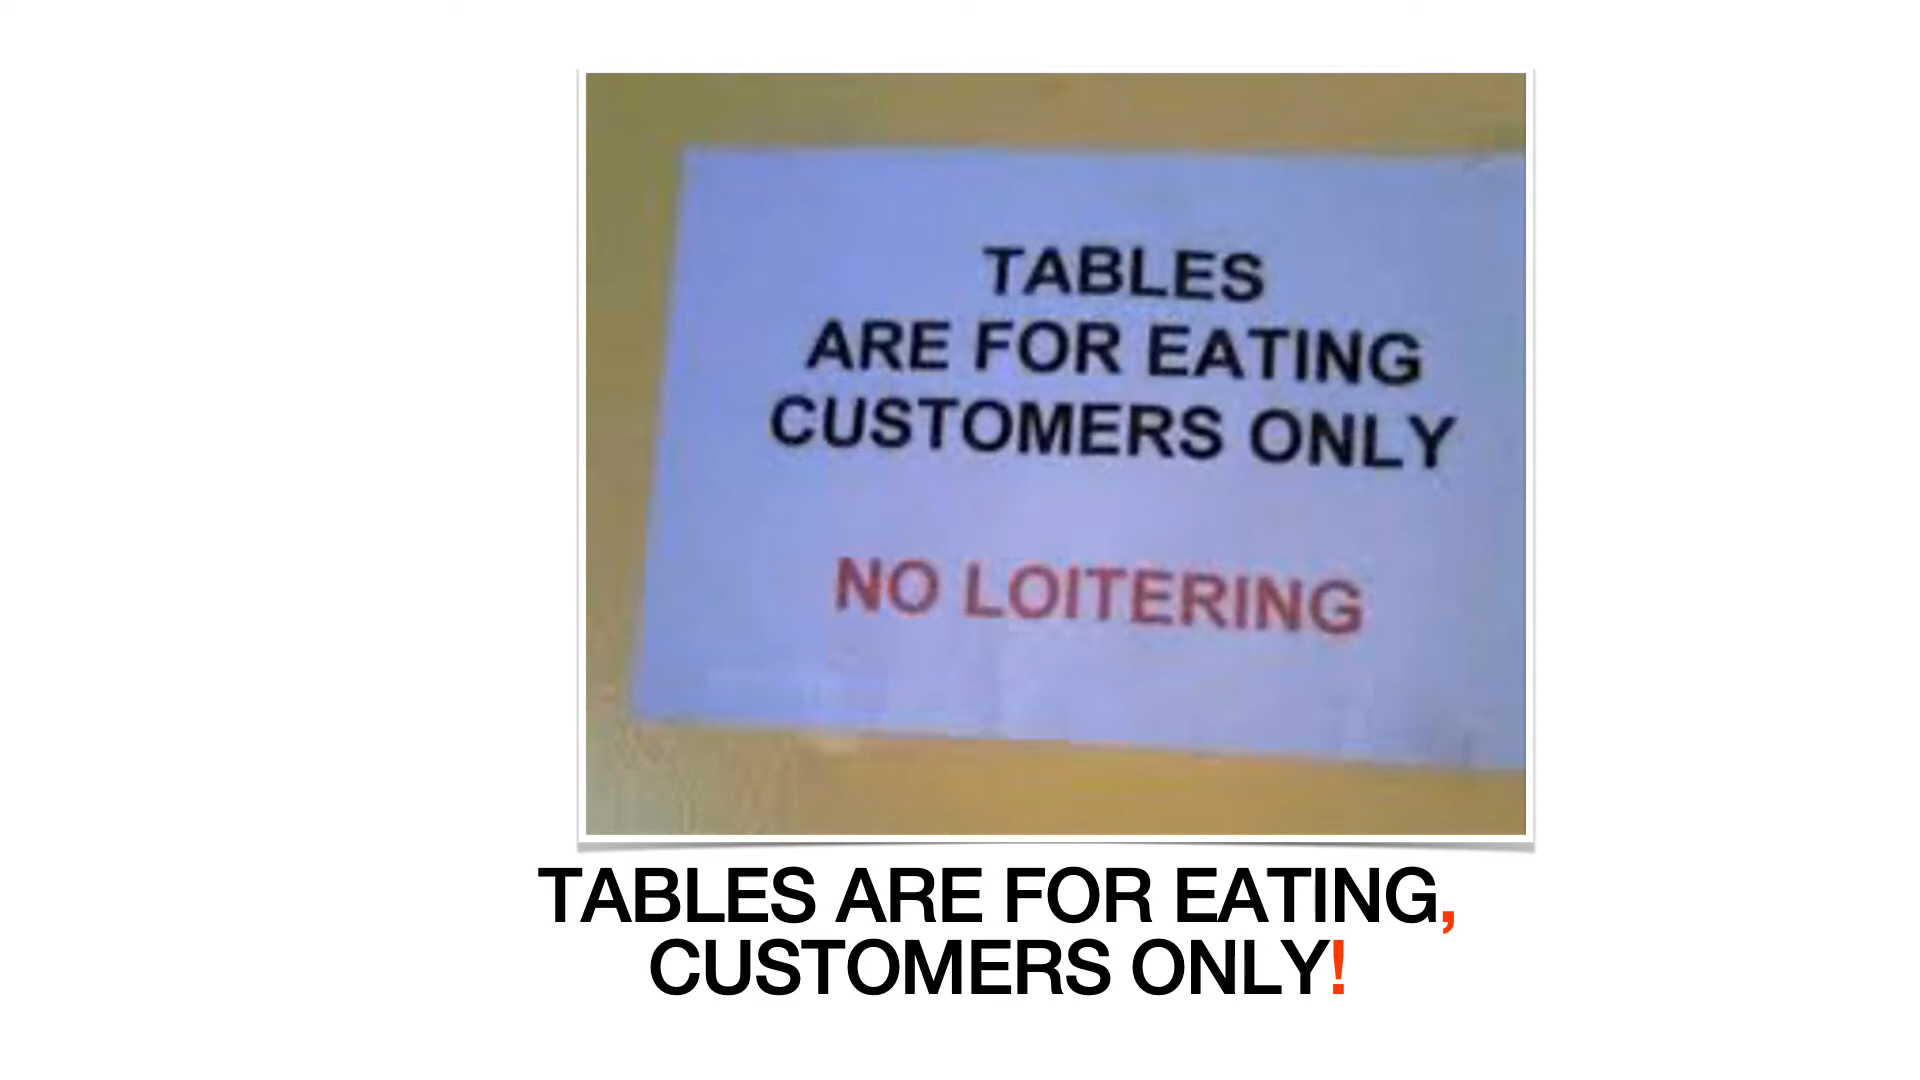 TABLES
ARE FOR EATING
CUSTOMERS ONLY
NO LOITERING
TABLES ARE FOR EATING,
CUSTOMERS ONLY!